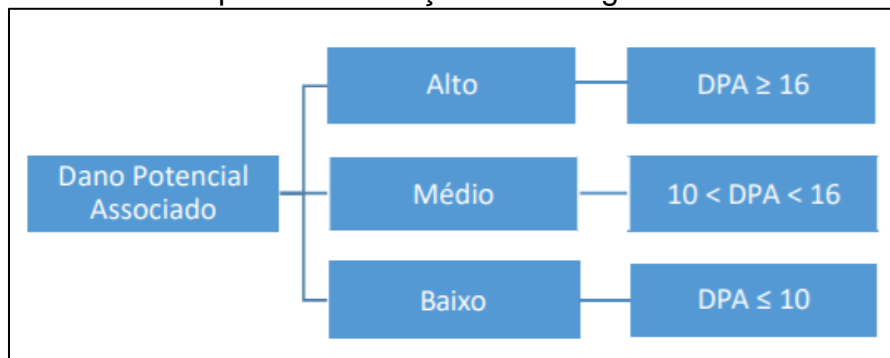 Alto
DPA ≥ 16
Dano Potencial
Associado
Médio
10 < DPA < 16
Baixo
DPA ≤ 10